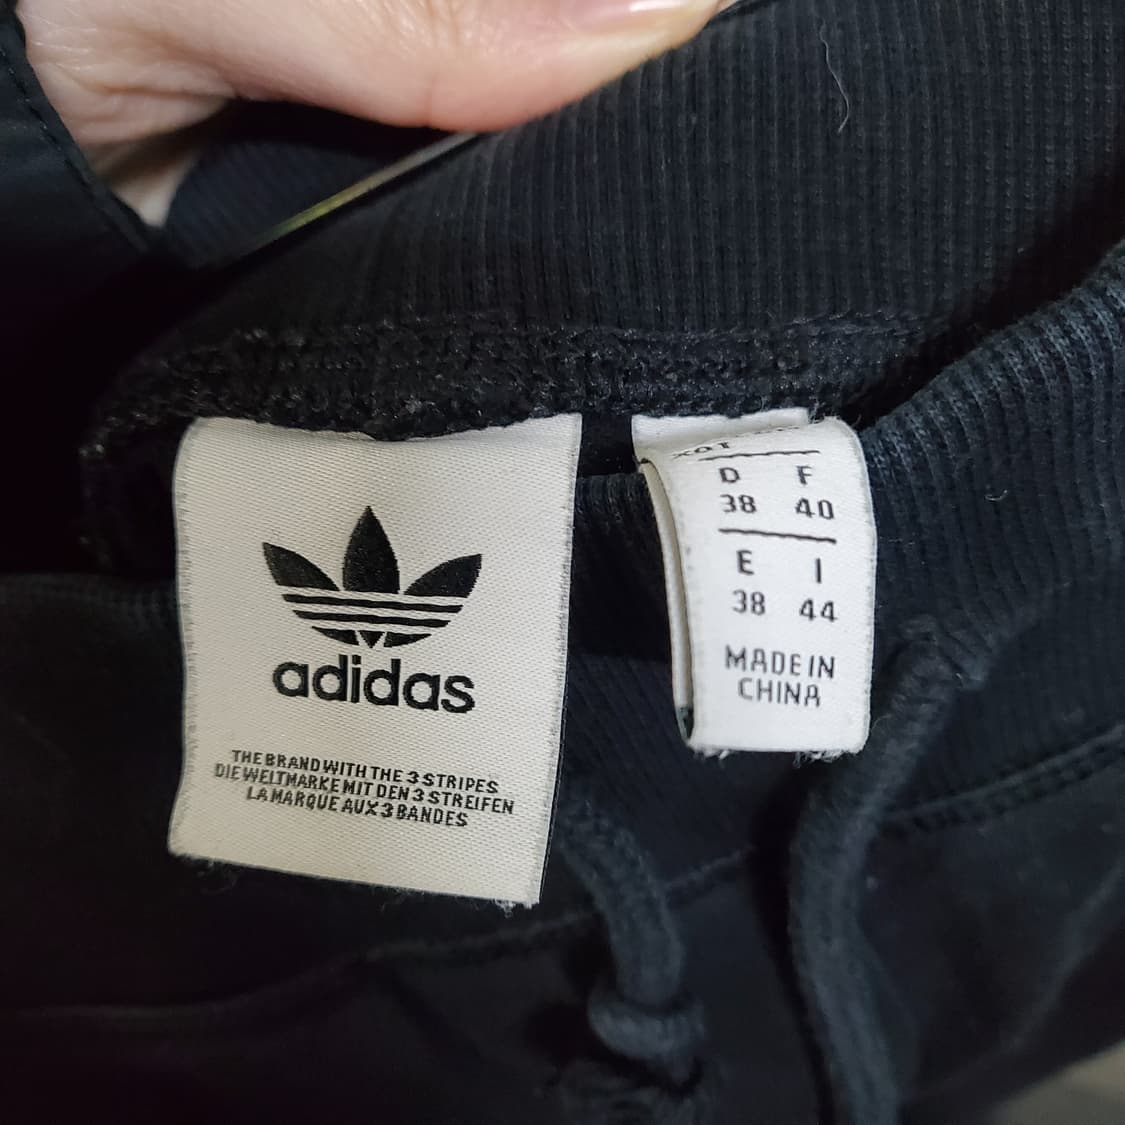 adidas
THE BRAND WITH THE 3 STRIPES
DIE WELTMARKE MIT DEN 3 STREIFEN
LA MARQUE AUX 3 BANDES
D F
38 40
E I
38 44
MADE IN
CHINA